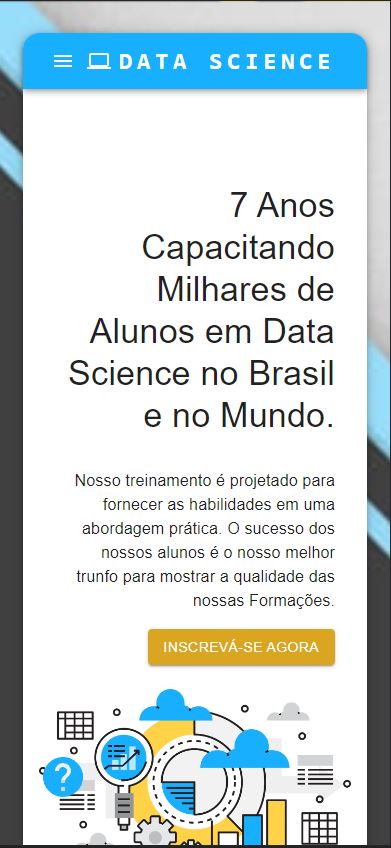 DATA SCIENCE
7 Anos
Capacitando
Milhares de
Alunos em Data
Science no Brasil
e no Mundo.
Nosso treinamento é projetado para
fornecer as habilidades em uma
abordagem prática. O sucesso dos
nossos alunos é o nosso melhor
trunfo para mostrar a qualidade das
nossas Formações.
INSCREVÁ-SE AGORA
?